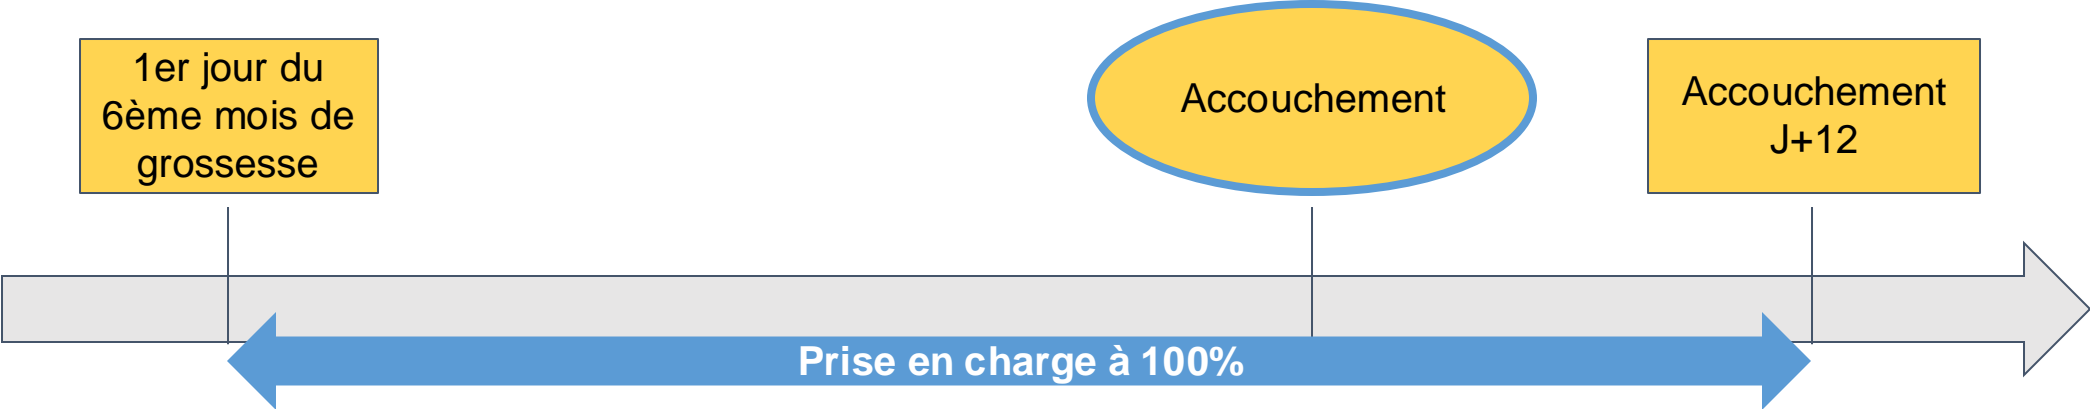 1er jour du
6ème mois de
grossesse
Accouchement
Accouchement
J+12
Prise en charge à 100%